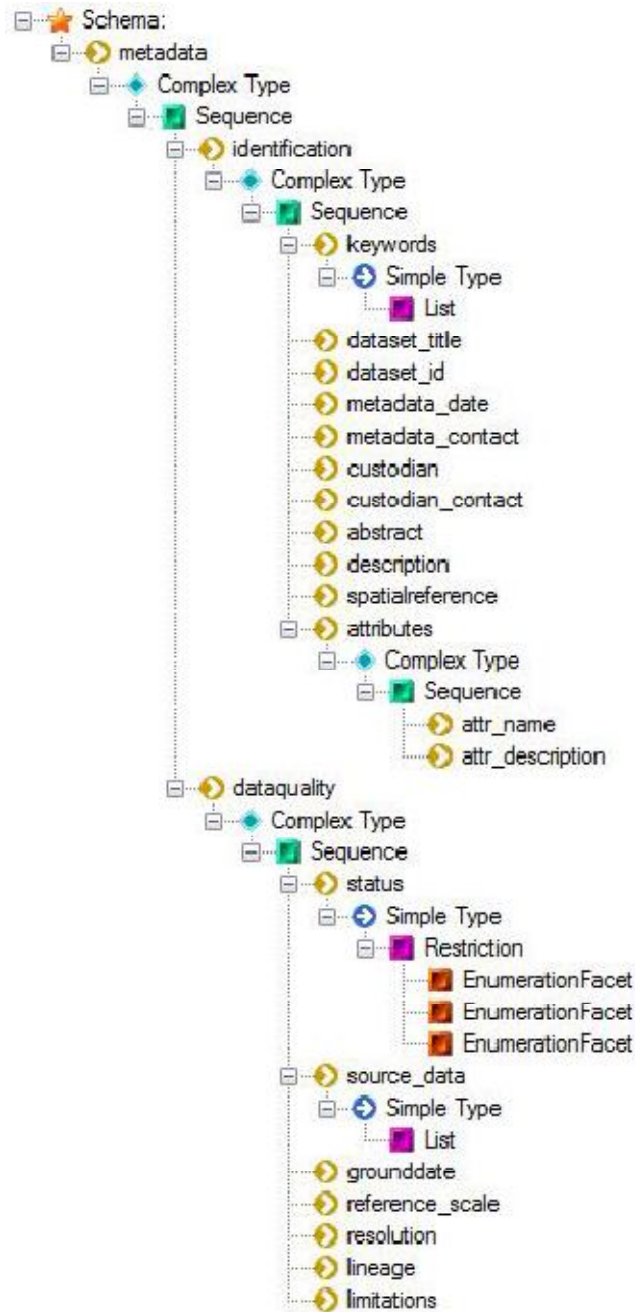 Schema:
metadata
Complex Type
Sequence
identification
Complex Type
Sequence
keywords
Simple Type
List
dataset_title
dataset_id
metadata_date
metadata_contact
custodian
custodian_contact
abstract
description
spatialreference
attributes
Complex Type
Sequence
attr_name
attr_description
dataquality
Complex Type
Sequence
status
Simple Type
Restriction
EnumerationFacet
EnumerationFacet
EnumerationFacet
source_data
Simple Type
List
grounddate
reference_scale
resolution
lineage
limitations